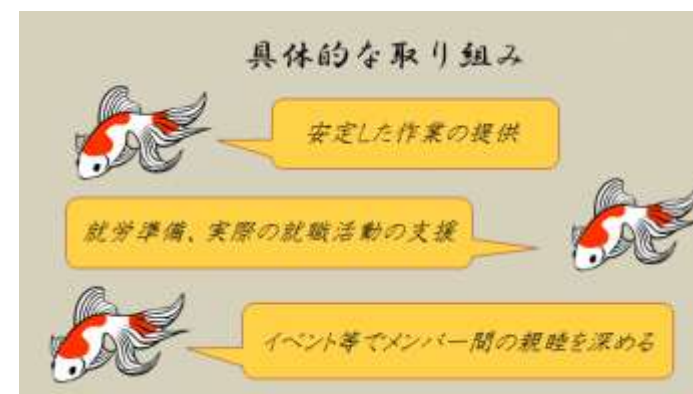 具体的な取り組み
安定した作業の提供
就労準備、実際の就職活動の支援
イベント等でメンバー間の親睦を深める